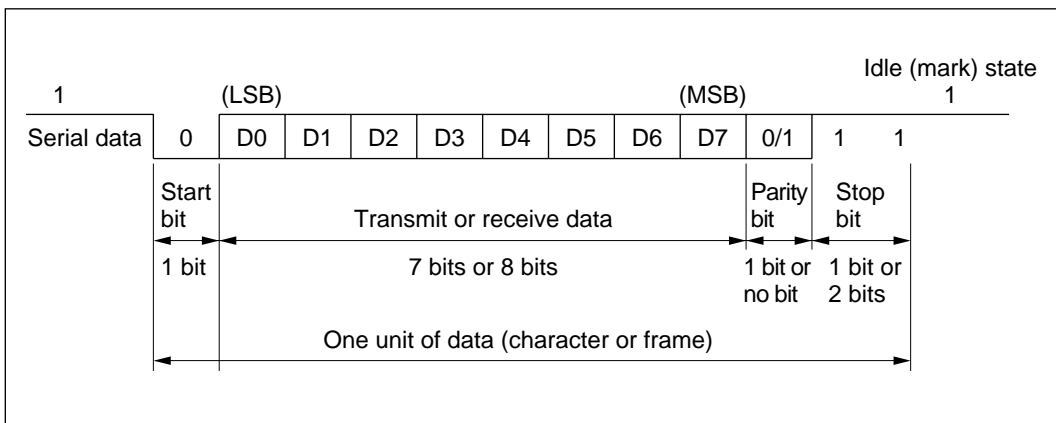 Idle (mark) state
1 (LSB) (MSB) 1
Serial data 0 D0 D1 D2 D3 D4 D5 D6 D7 0/1 1 1
Start bit
Transmit or receive data
Parity bit
Stop bit
1 bit
7 bits or 8 bits
1 bit or no bit
1 bit or 2 bits
One unit of data (character or frame)